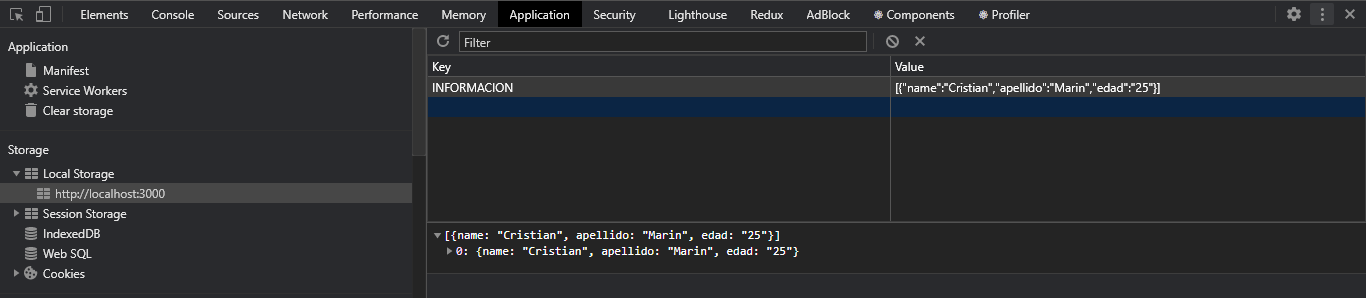 Elements Console Sources Network Performance Memory Application Security Lighthouse Redux AdBlock Components Profiler
Application
Manifest
Service Workers
Clear storage
Storage
Local Storage
http://localhost:3000
Session Storage
IndexedDB
Web SQL
Cookies
Filter
Key Value
INFORMACION [{"name":"Cristian","apellido":"Marin","edad":"25"}]
[{name: "Cristian", apellido: "Marin", edad: "25"}]
0: {name: "Cristian", apellido: "Marin", edad: "25"}